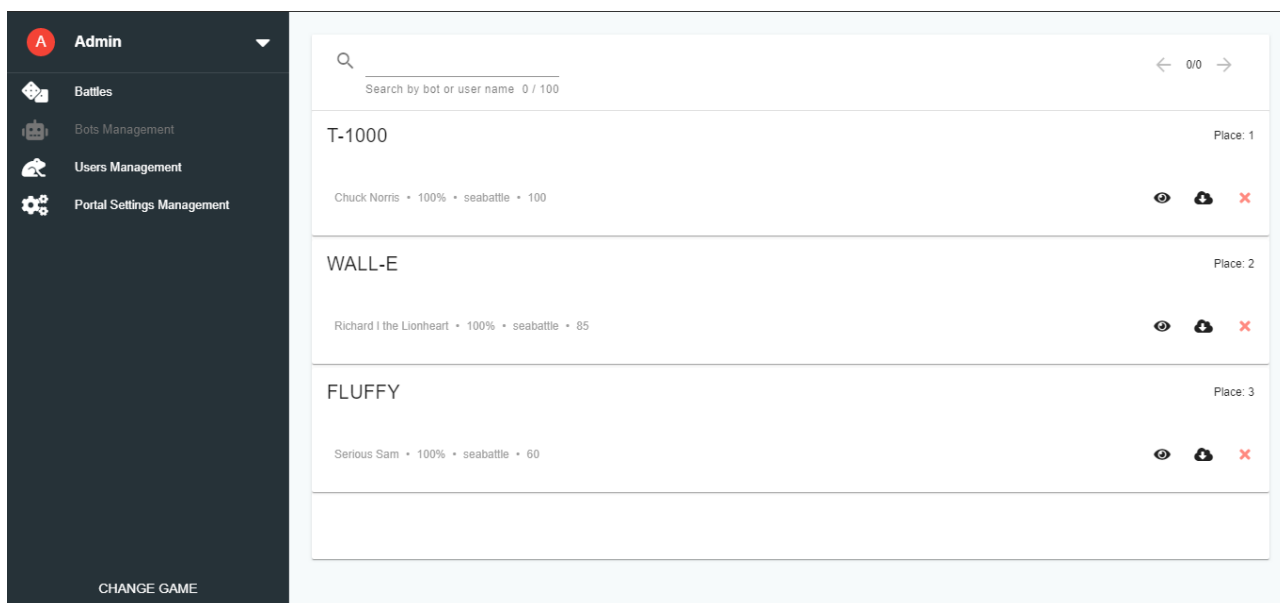 A Admin
Battles
Bots Management
Users Management
Portal Settings Management
CHANGE GAME
0/0
Search by bot or user name 0 / 100
T-1000 Place: 1
Chuck Norris • 100% • seabattle • 100
WALL-E Place: 2
Richard I the Lionheart • 100% • seabattle • 85
FLUFFY Place: 3
Serious Sam • 100% • seabattle • 60